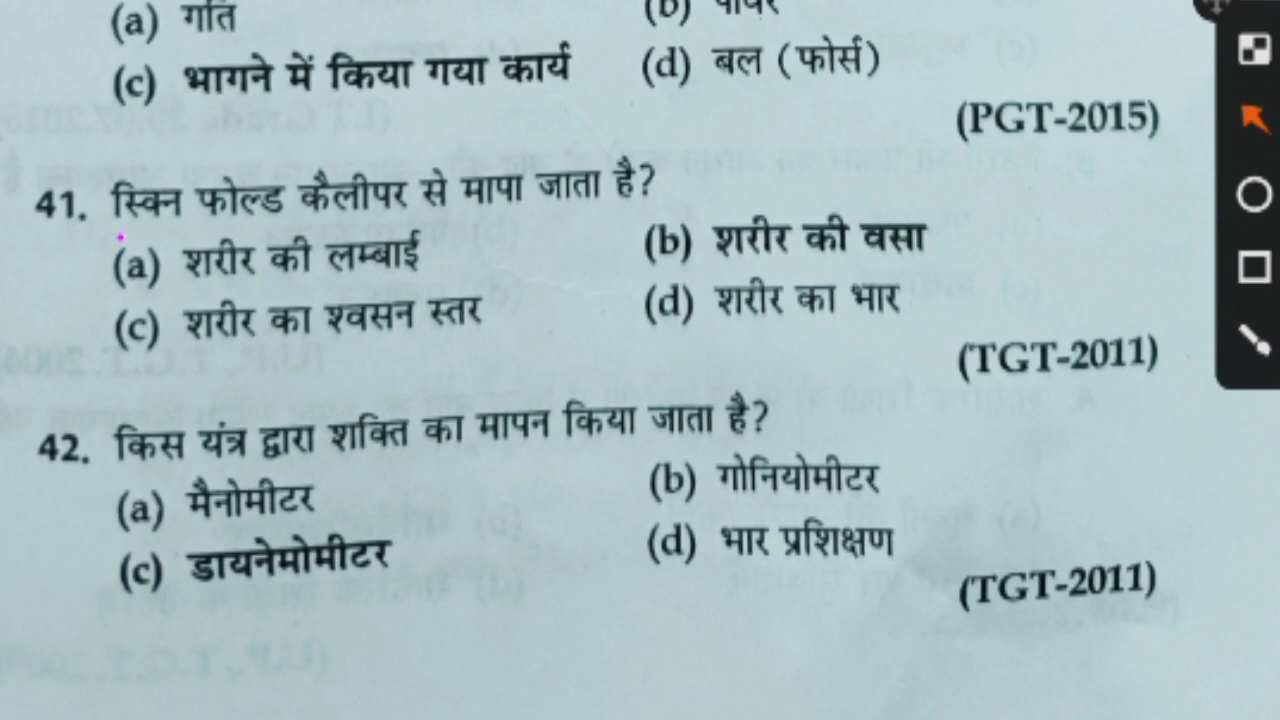 (a) गति (b) पावर
(c) भागने में किया गया कार्य (d) बल (फोर्स)
(PGT-2015)
41. स्किन फोल्ड कैलीपर से मापा जाता है?
(a) शरीर की लम्बाई (b) शरीर की वसा
(c) शरीर का श्वसन स्तर (d) शरीर का भार
(TGT-2011)
42. किस यंत्र द्वारा शक्ति का मापन किया जाता है?
(a) मैनोमीटर (b) गोनियोमीटर
(c) डायनेमोमीटर (d) भार प्रशिक्षण
(TGT-2011)